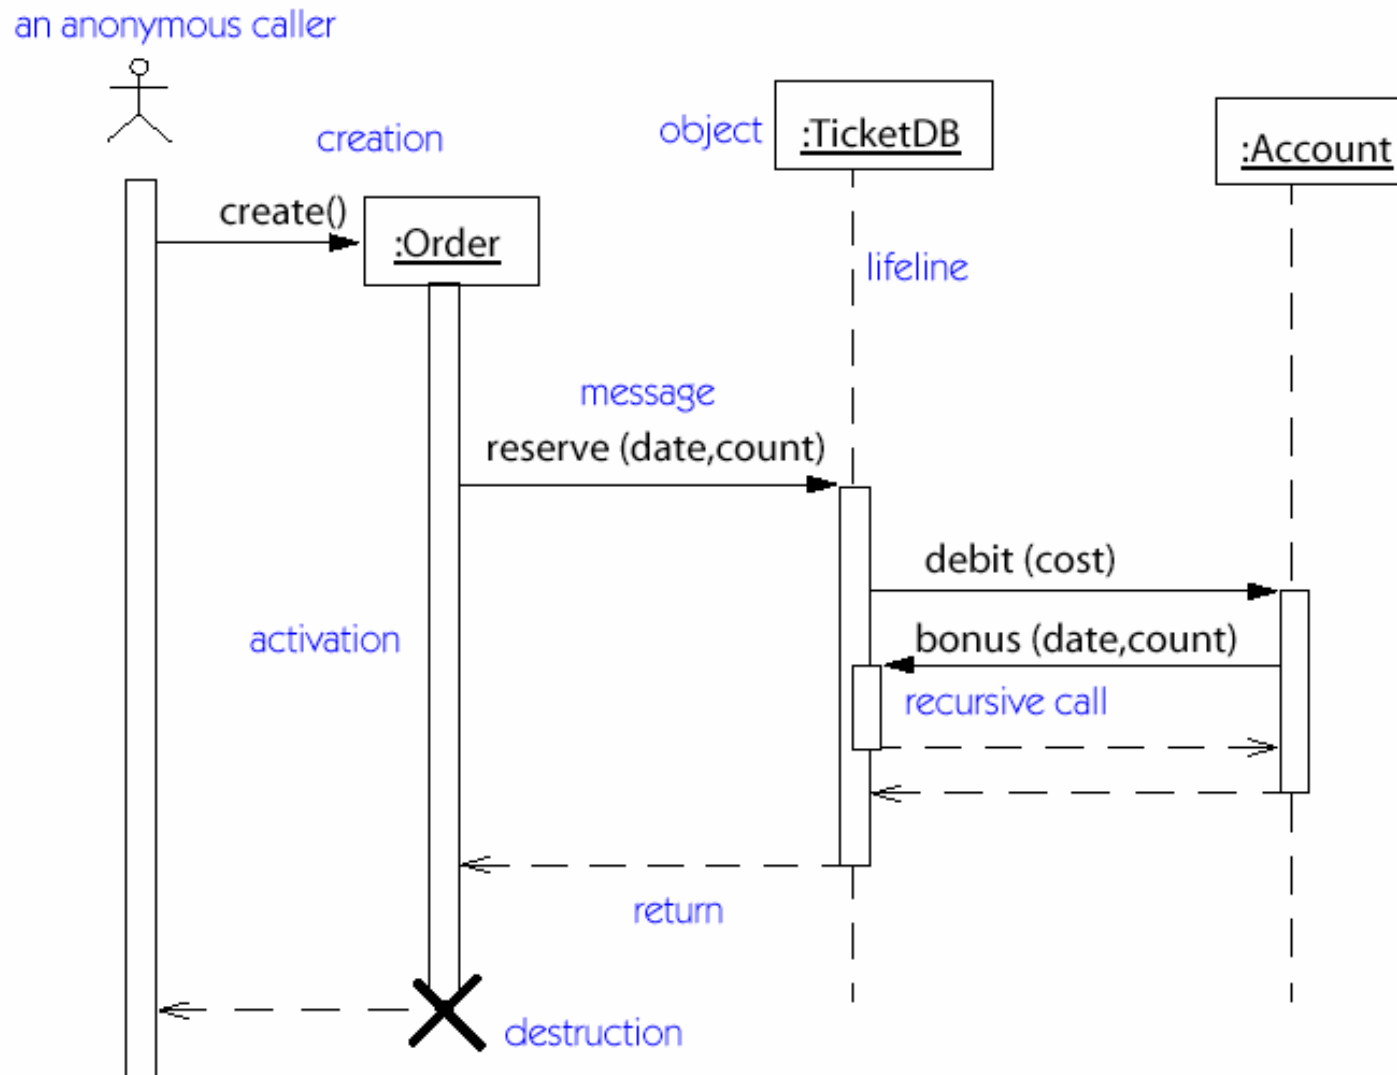 an anonymous caller
creation
object
:TicketDB
:Account
create()
:Order
lifeline
message
reserve (date,count)
debit (cost)
activation
bonus (date,count)
recursive call
return
destruction